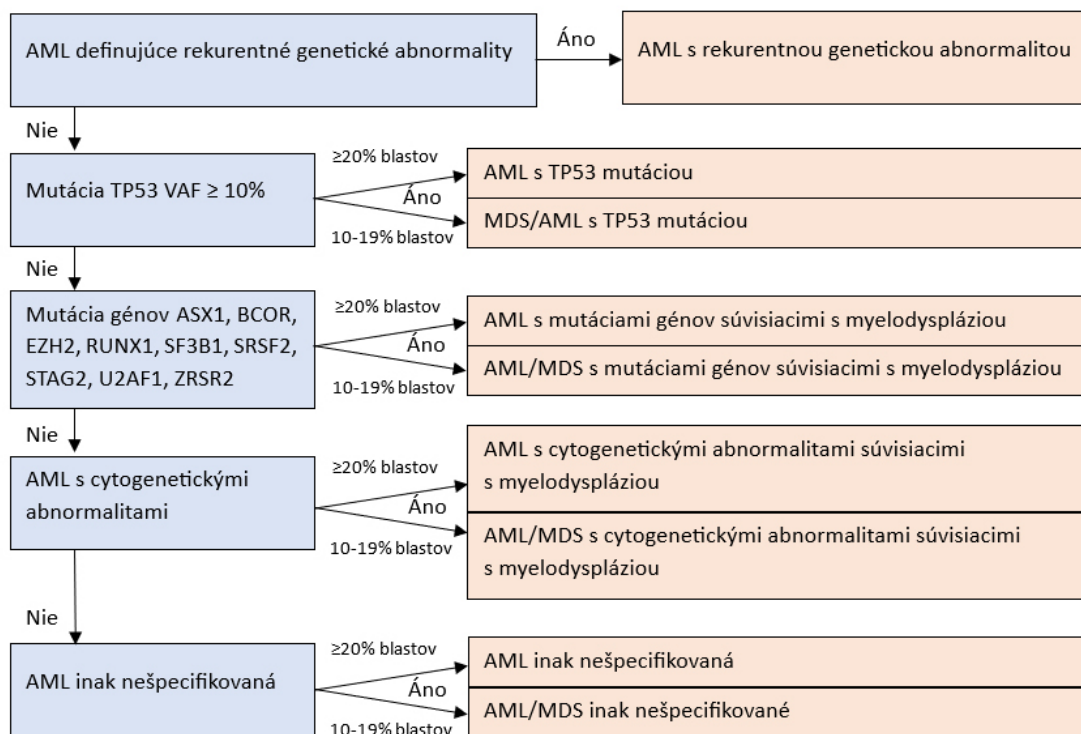 AML definujúce rekurentné genetické abnormality
Áno
AML s rekurentnou genetickou abnormalitou
Nie
Mutácia TP53 VAF ≥ 10%
≥20% blastov
Áno
10-19% blastov
AML s TP53 mutáciou
MDS/AML s TP53 mutáciou
Nie
Mutácia génov ASX1, BCOR,
EZH2, RUNX1, SF3B1, SRSF2,
STAG2, U2AF1, ZRSR2
≥20% blastov
Áno
10-19% blastov
AML s mutáciami génov súvisiacimi s myelodyspláziou
AML/MDS s mutáciami génov súvisiacimi s myelodyspláziou
Nie
AML s cytogenetickými
abnormalitami
≥20% blastov
Áno
10-19% blastov
AML s cytogenetickými abnormalitami súvisiacimi
s myelodyspláziou
AML/MDS s cytogenetickými abnormalitami súvisiacimi
s myelodyspláziou
Nie
AML inak nešpecifikovaná
≥20% blastov
Áno
10-19% blastov
AML inak nešpecifikovaná
AML/MDS inak nešpecifikované